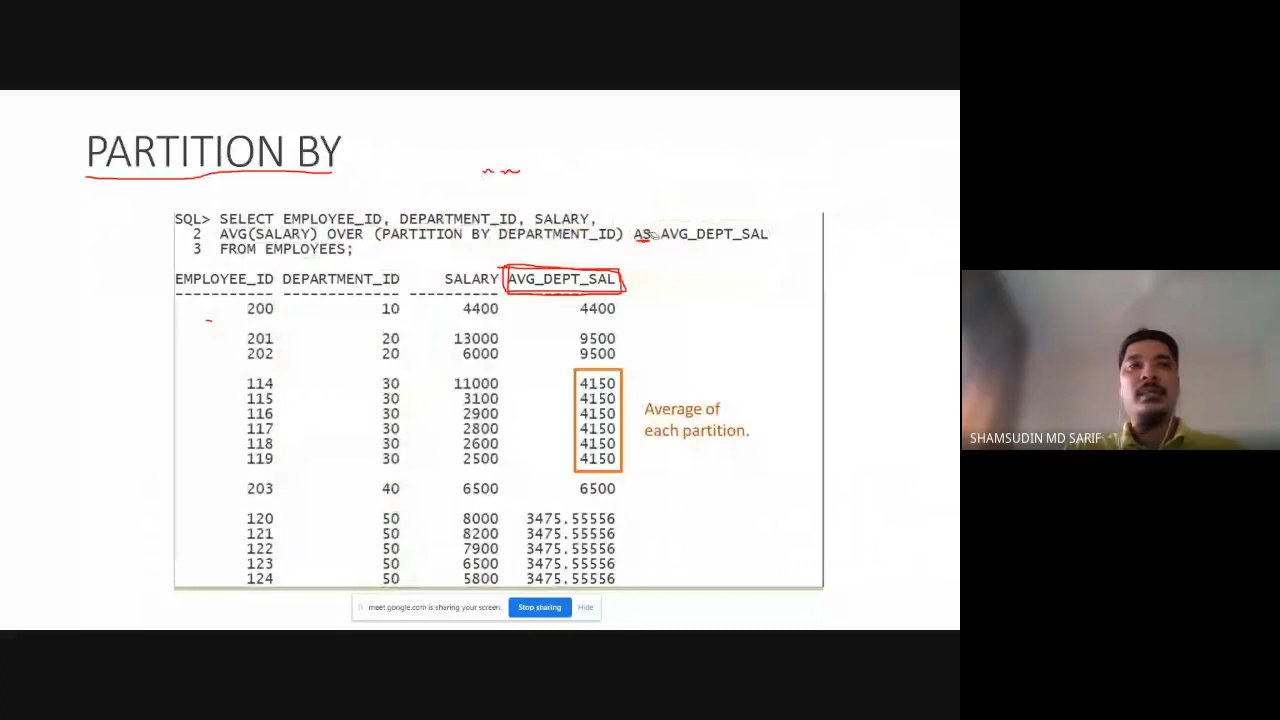 PARTITION BY
SQL> SELECT EMPLOYEE_ID, DEPARTMENT_ID, SALARY,
2 AVG(SALARY) OVER (PARTITION BY DEPARTMENT_ID) AS AVG_DEPT_SAL
3 FROM EMPLOYEES;
EMPLOYEE_ID DEPARTMENT_ID SALARY AVG_DEPT_SAL
----------- ------------- ---------- ------------
200 10 4400 4400
201 20 13000 9500
202 20 6000 9500
114 30 11000 4150
115 30 3100 4150
116 30 2900 4150
117 30 2800 4150
118 30 2600 4150
119 30 2500 4150
Average of
each partition.
203 40 6500 6500
120 50 8000 3475.55556
121 50 8200 3475.55556
122 50 7900 3475.55556
123 50 6500 3475.55556
124 50 5800 3475.55556
meet.google.com is sharing your screen. Stop sharing Hide
SHAMSUDIN MD SARIF